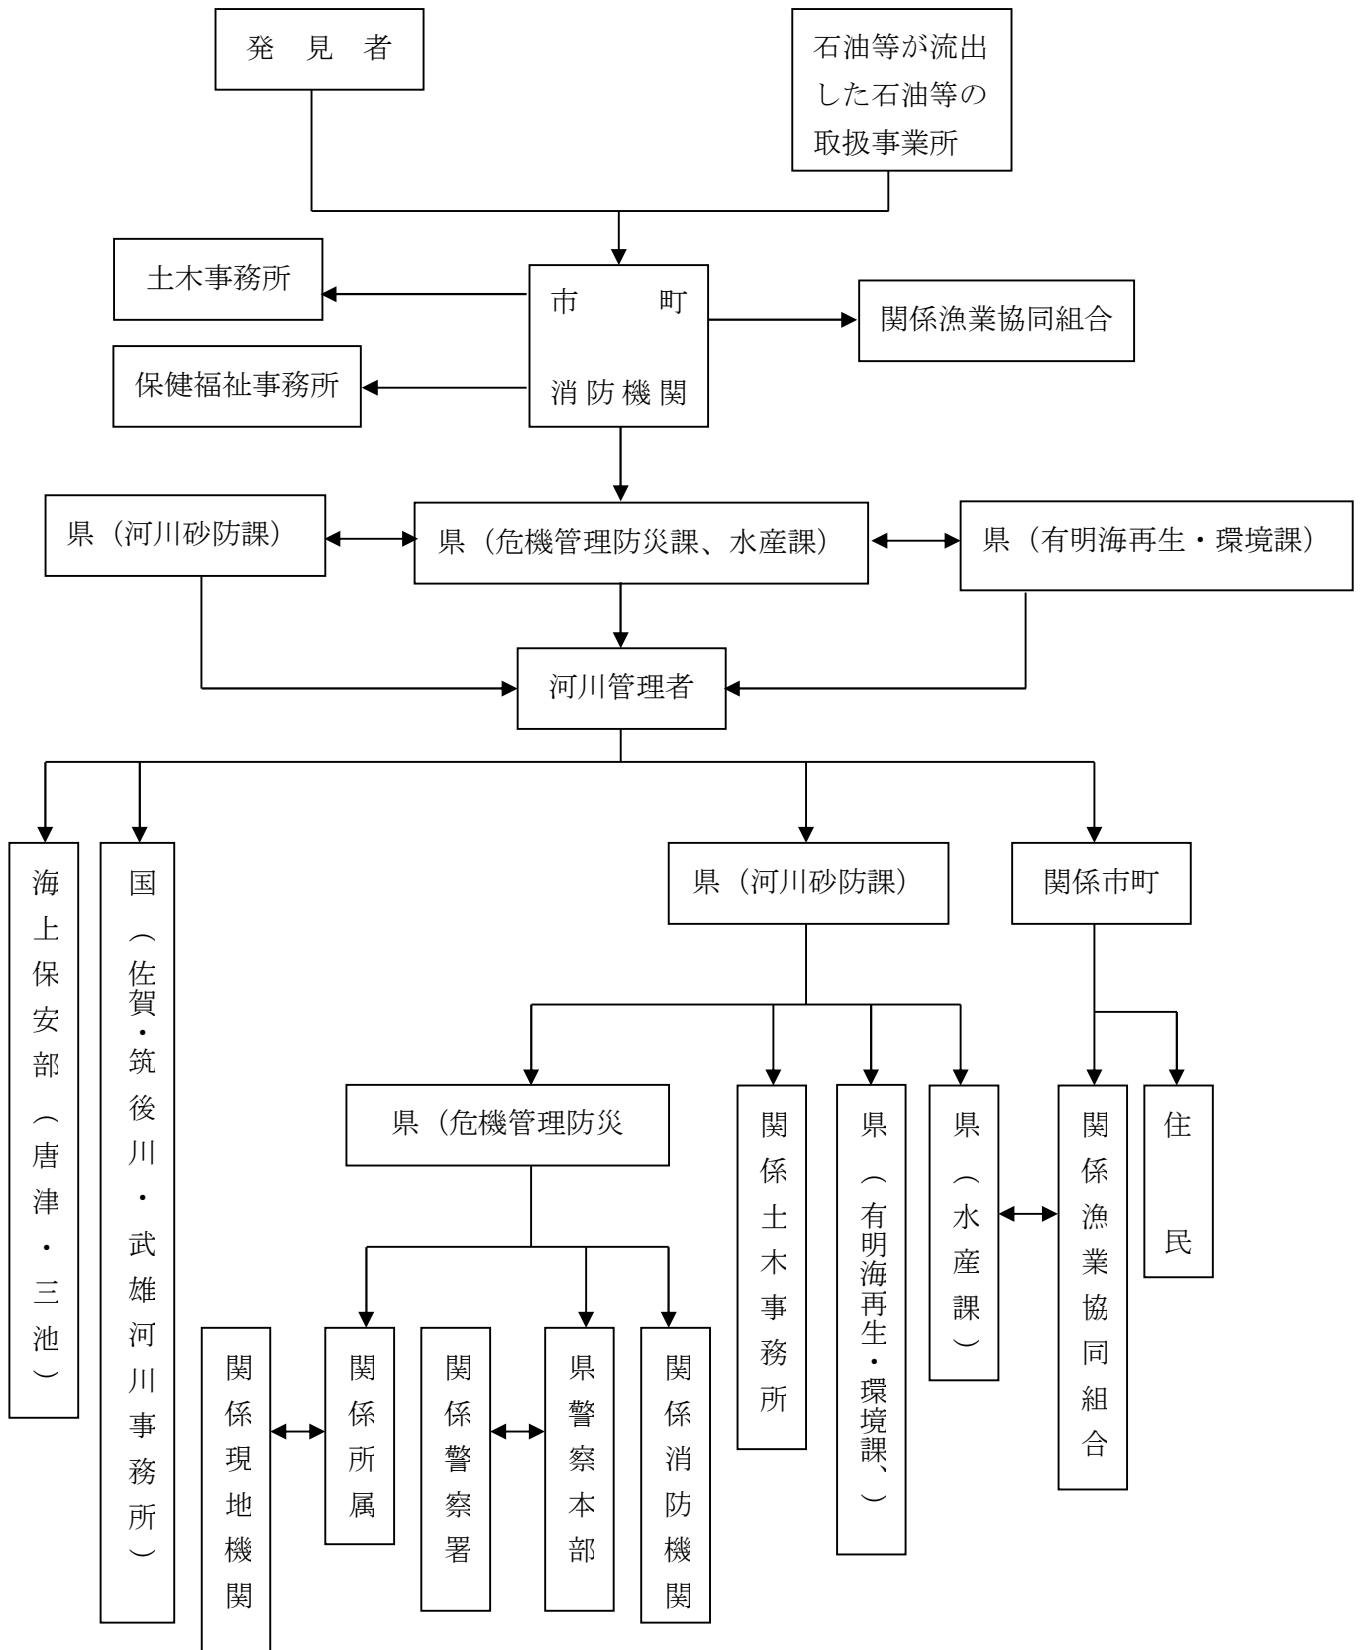 発　見　者
石油等が流出
した石油等の
取扱事業所
土木事務所
市　　町
消防機関
関係漁業協同組合
保健福祉事務所
県（河川砂防課）
県（危機管理防災課、水産課）
県（有明海再生・環境課）
河川管理者
海上保安部（唐津・三池）
国（佐賀・筑後川・武雄河川事務所）
県（河川砂防課）
関係市町
県（危機管理防災
関係土木事務所
県（有明海再生・環境課、）
県（水産課）
関係漁業協同組合
住　民
関係現地機関
関係所属
関係警察署
県警察本部
関係消防機関